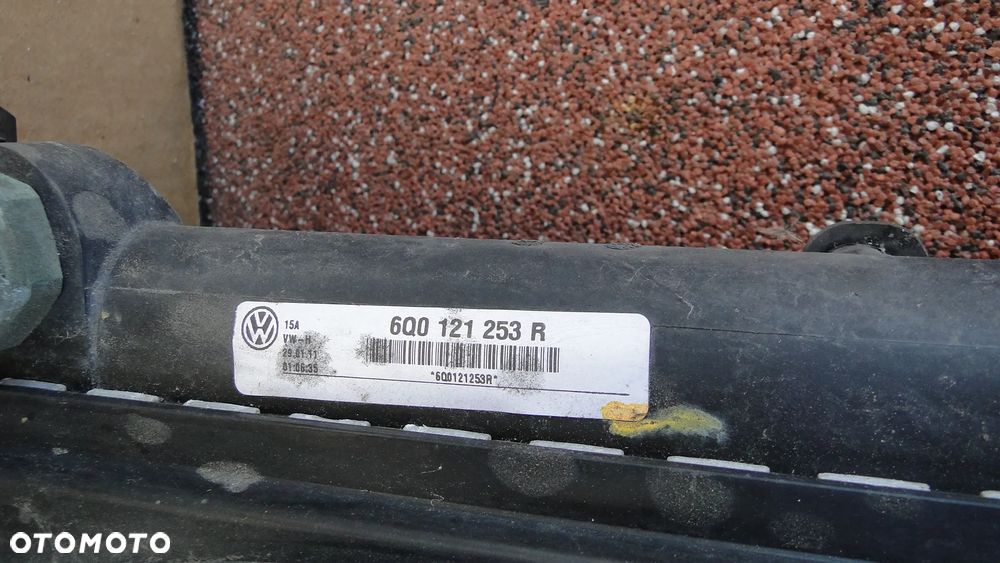 15A
6Q0 121 253 R
VW-H
29.01.11
01:06:35
*6Q0121253R*
OTOMOTO